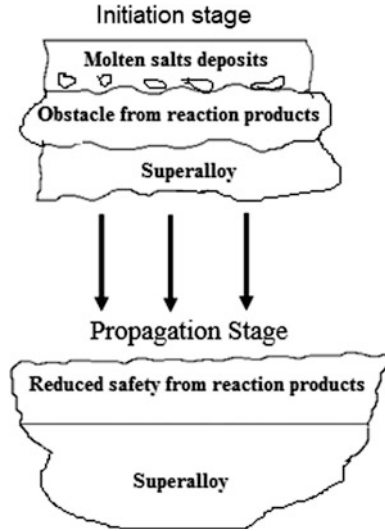 Initiation stage
Molten salts deposits
Obstacle from reaction products
Superalloy
Propagation Stage
Reduced safety from reaction products
Superalloy